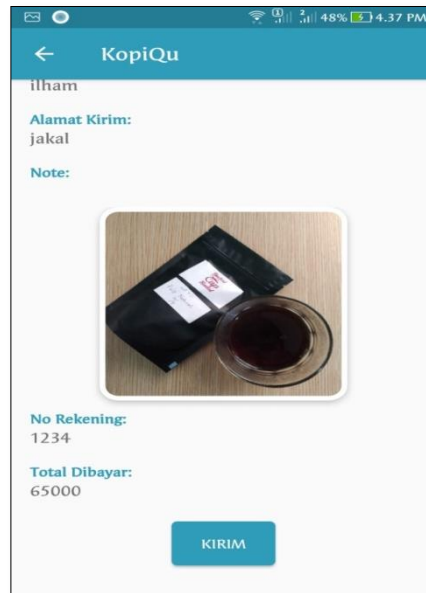 48% 4.37 PM
KopiQu
ilham
Alamat Kirim:
jakal
Note:
No Rekening:
1234
Total Dibayar:
65000
KIRIM